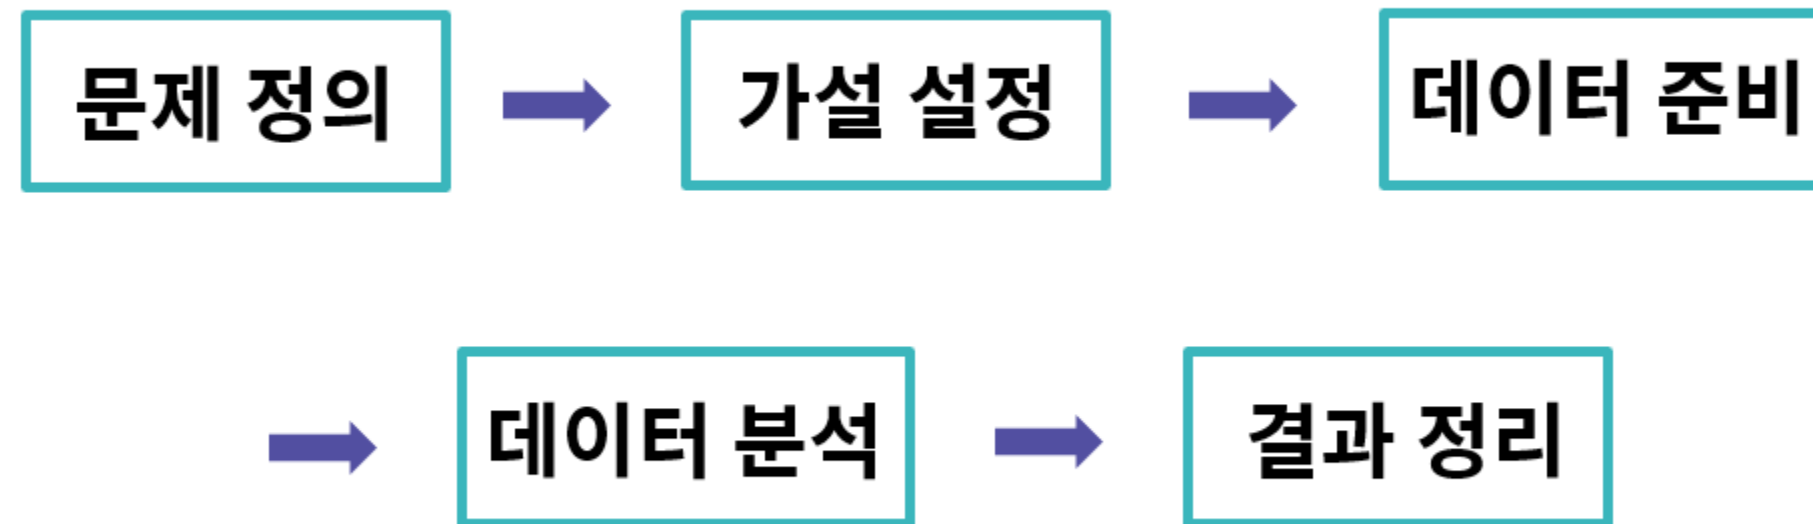 문제 정의
가설 설정
데이터 준비
데이터 분석
결과 정리